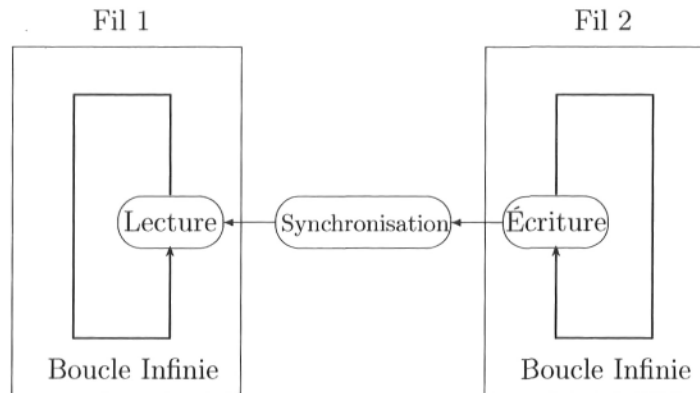 Fil 1
Fil 2
Lecture
Synchronisation
Écriture
Boucle Infinie
Boucle Infinie